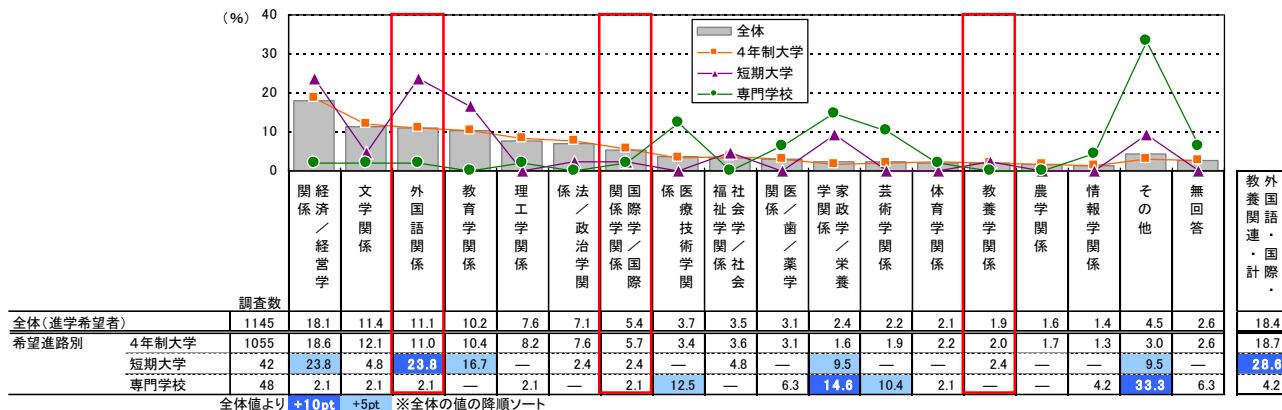 (%)
40
30
20
10
0
全体
4年制大学
短期大学
専門学校
経済/経営学関係
文学関係
外国語関係
教育学関係
理工学関係
法/政治学関係
国際学/国際関係学関係
医療技術学関係
社会学/社会福祉学関係
医/歯/薬学関係
家政学/栄養学関係
芸術学関係
体育学関係
教養学関係
農学関係
情報学関係
その他
無回答
外国語・国際・教養関連・計
調査数
全体(進学希望者) 1145 18.1 11.4 11.1 10.2 7.6 7.1 5.4 3.7 3.5 3.1 2.4 2.2 2.1 1.9 1.6 1.4 4.5 2.6 18.4
希望進路別 4年制大学 1055 18.6 12.1 11.0 10.4 8.2 7.6 5.7 3.4 3.6 3.1 1.6 1.9 2.2 2.0 1.7 1.3 3.0 2.6 18.7
短期大学 42 23.8 4.8 23.8 16.7 — 2.4 2.4 — 4.8 — 9.5 — — 2.4 — — 9.5 — 28.6
専門学校 48 2.1 2.1 2.1 — 2.1 — 2.1 12.5 — 6.3 14.6 10.4 2.1 — — 4.2 33.3 6.3 4.2
全体値より +10pt +5pt ※全体の値の降順ソート